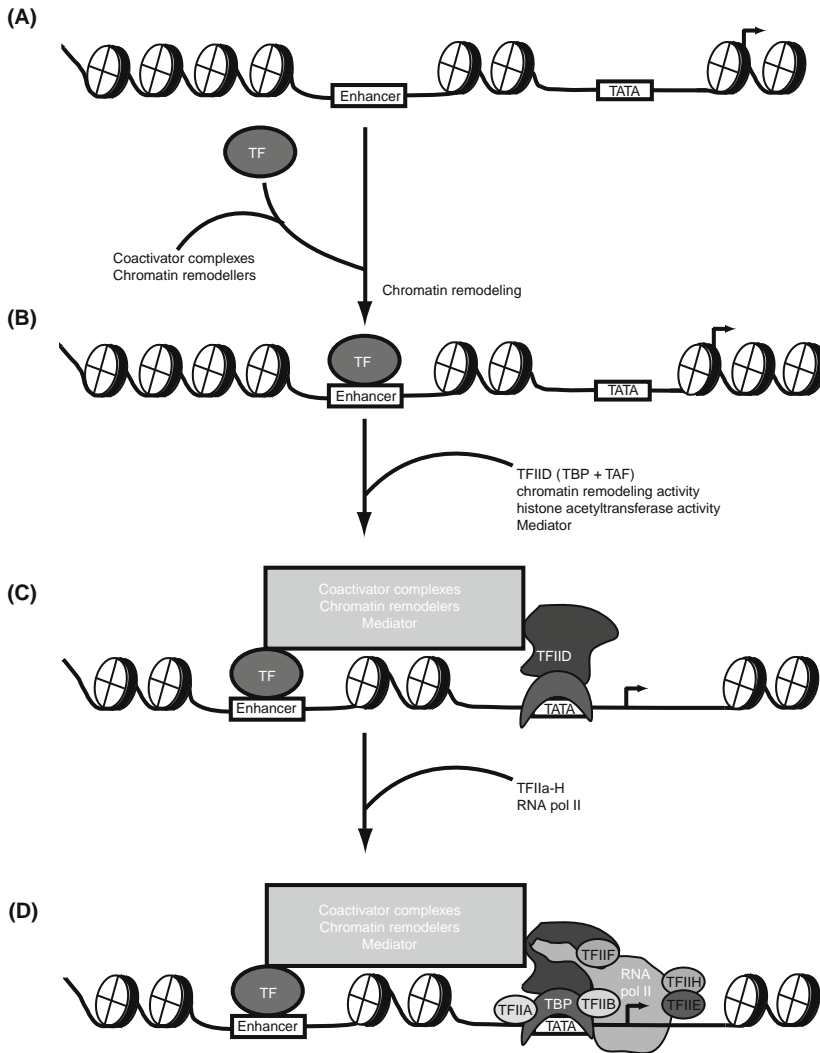 (A)
Enhancer
TATA
TF
Coactivator complexes
Chromatin remodellers
Chromatin remodeling
(B)
TF
Enhancer
TATA
TFIID (TBP + TAF)
chromatin remodeling activity
histone acetyltransferase activity
Mediator
(C)
Coactivator complexes
Chromatin remodelers
Mediator
TFIID
TF
Enhancer
TATA
TFIIa-H
RNA pol II
(D)
Coactivator complexes
Chromatin remodelers
Mediator
TFIIF
RNA
pol II
TFIIH
TF
TFIIA
TBP
TFIIB
TFIIE
Enhancer
TATA